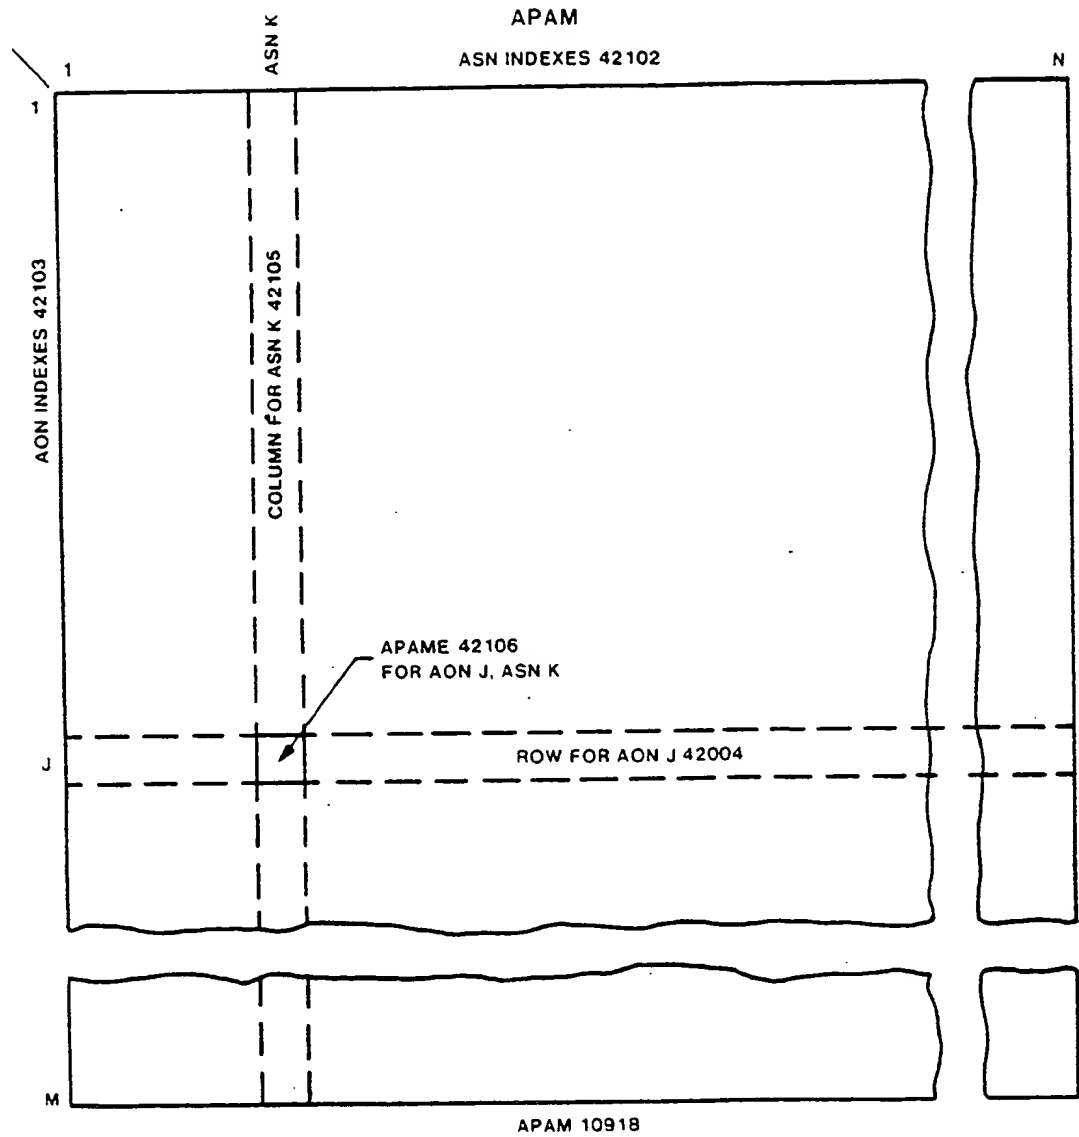 APAM
ASN K
ASN INDEXES 42102
1
N
1
AON INDEXES 42103
COLUMN FOR ASN K 42105
APAME 42106
FOR AON J, ASN K
J
ROW FOR AON J 42004
M
APAM 10918